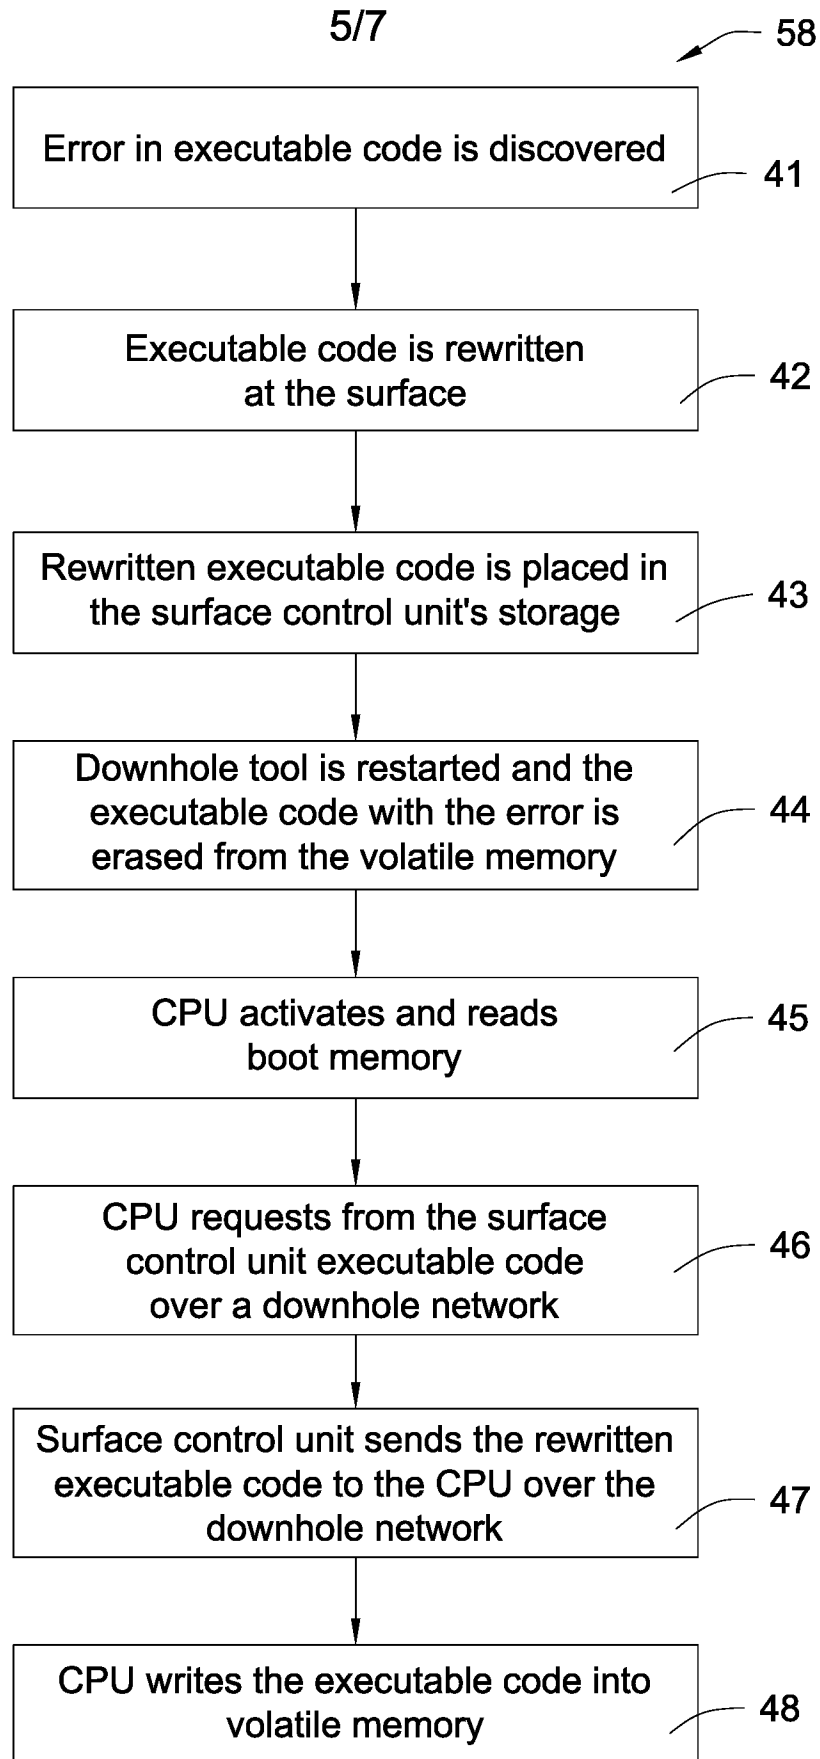 5/7
58
Error in executable code is discovered
41
Executable code is rewritten
at the surface
42
Rewritten executable code is placed in
the surface control unit's storage
43
Downhole tool is restarted and the
executable code with the error is
erased from the volatile memory
44
CPU activates and reads
boot memory
45
CPU requests from the surface
control unit executable code
over a downhole network
46
Surface control unit sends the rewritten
executable code to the CPU over the
downhole network
47
CPU writes the executable code into
volatile memory
48